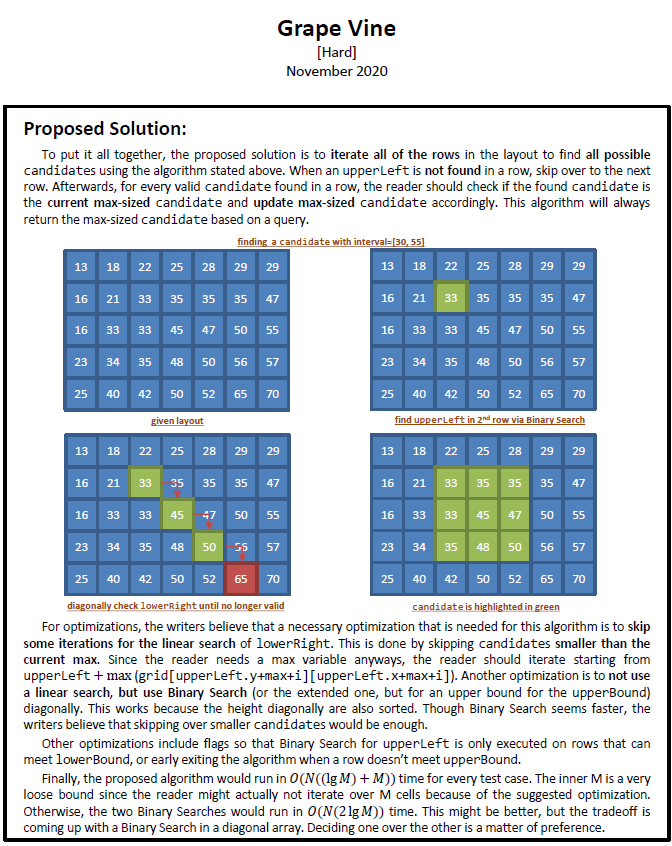 Grape Vine
[Hard]
November 2020
Proposed Solution:
To put it all together, the proposed solution is to iterate all of the rows in the layout to find all possible
candidates using the algorithm stated above. When an upperLeft is not found in a row, skip over to the next
row. Afterwards, for every valid candidate found in a row, the reader should check if the found candidate is
the current max-sized candidate and update max-sized candidate accordingly. This algorithm will always
return the max-sized candidate based on a query.
finding a candidate with interval=[30, 55]
13 18 22 25 28 29 29
16 21 33 35 35 35 47
16 33 33 45 47 50 55
23 34 35 48 50 56 57
25 40 42 50 52 65 70
given layout
13 18 22 25 28 29 29
16 21 33 35 35 35 47
16 33 33 45 47 50 55
23 34 35 48 50 56 57
25 40 42 50 52 65 70
find upperLeft in 2nd row via Binary Search
13 18 22 25 28 29 29
16 21 33 35 35 35 47
16 33 33 45 47 50 55
23 34 35 48 50 56 57
25 40 42 50 52 65 70
diagonally check lowerRight until no longer valid
13 18 22 25 28 29 29
16 21 33 35 35 35 47
16 33 33 45 47 50 55
23 34 35 48 50 56 57
25 40 42 50 52 65 70
candidate is highlighted in green
For optimizations, the writers believe that a necessary optimization that is needed for this algorithm is to skip
some iterations for the linear search of lowerRight. This is done by skipping candidates smaller than the
current max. Since the reader needs a max variable anyways, the reader should iterate starting from
upperLeft + max (grid[upperLeft.y+max+i][upperLeft.x+max+i]). Another optimization is to not use
a linear search, but use Binary Search (or the extended one, but for an upper bound for the upperBound)
diagonally. This works because the height diagonally are also sorted. Though Binary Search seems faster, the
writers believe that skipping over smaller candidates would be enough.
Other optimizations include flags so that Binary Search for upperLeft is only executed on rows that can
meet lowerBound, or early exiting the algorithm when a row doesn't meet upperBound.
Finally, the proposed algorithm would run in O(N((lg M) + M)) time for every test case. The inner M is a very
loose bound since the reader might actually not iterate over M cells because of the suggested optimization.
Otherwise, the two Binary Searches would run in O(N(2 lg M)) time. This might be better, but the tradeoff is
coming up with a Binary Search in a diagonal array. Deciding one over the other is a matter of preference.